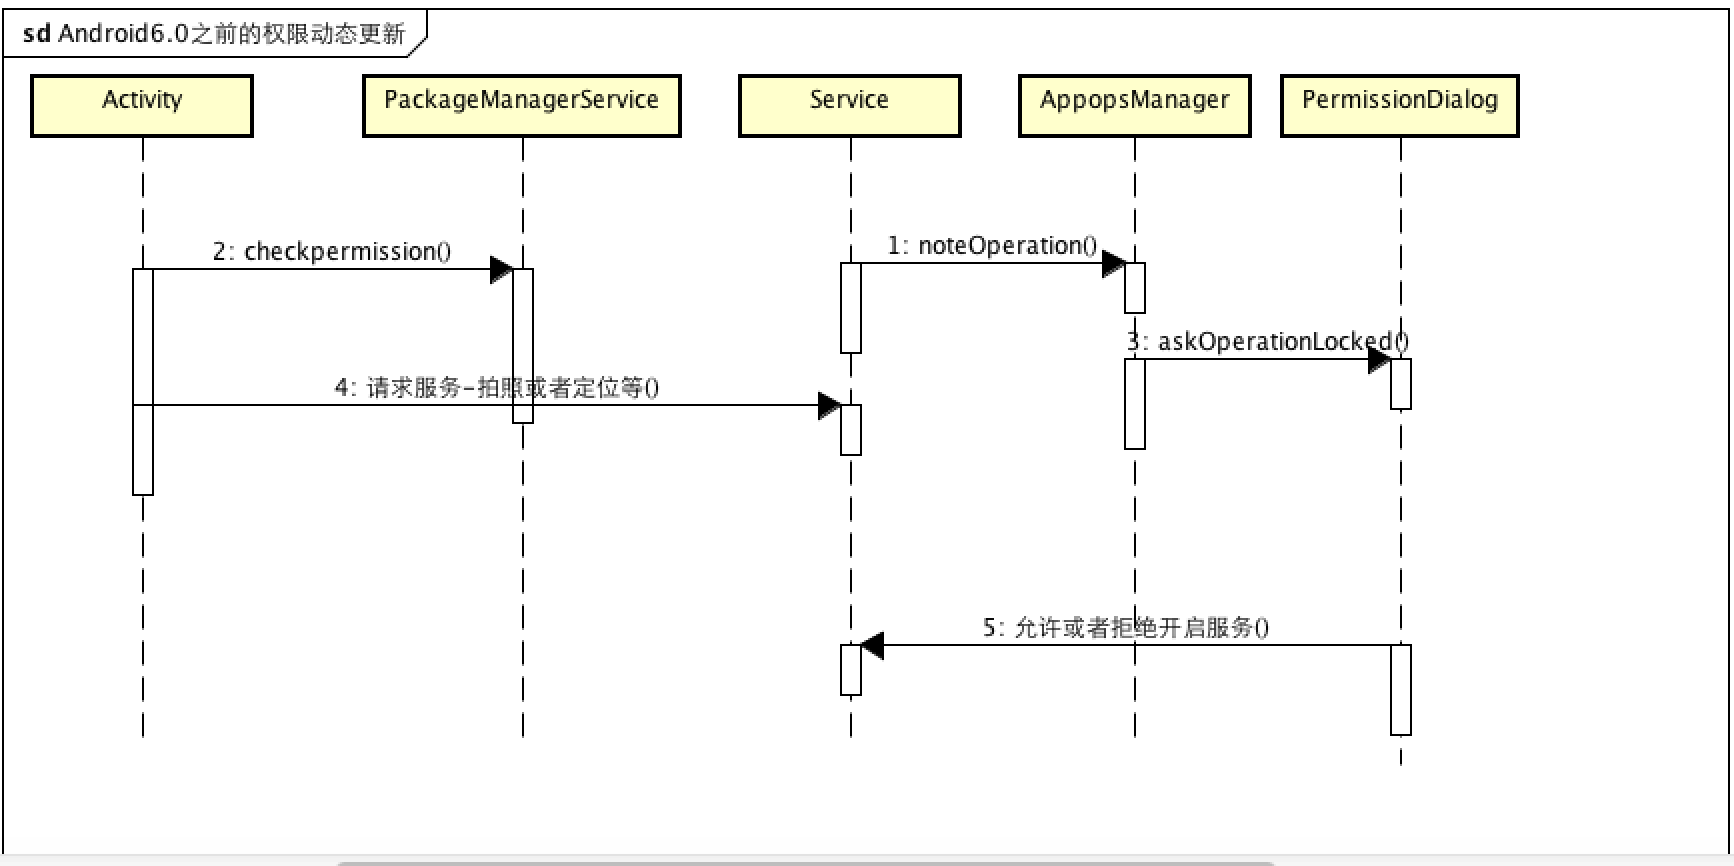 sd Android6.0之前的权限动态更新
Activity
PackageManagerService
Service
AppopsManager
PermissionDialog
1: noteOperation()
2: checkpermission()
3: askOperationLocked()
4: 请求服务-拍照或者定位等()
5: 允许或者拒绝开启服务()